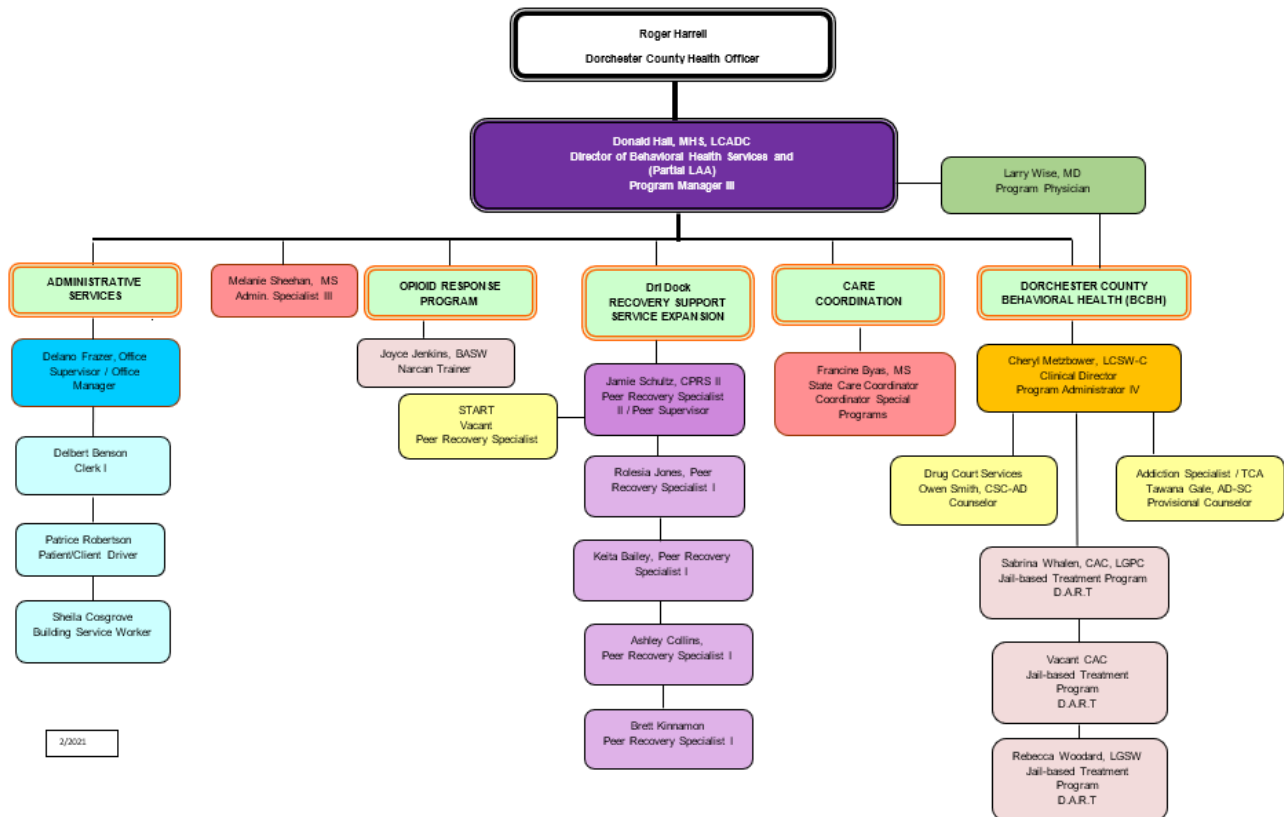 Roger Harrell
Dorchester County Health Officer
Donald Hall, MHS, LCADC
Director of Behavioral Health Services and
(Partial LAA)
Program Manager III
Larry Wise, MD
Program Physician
ADMINISTRATIVE
SERVICES
Melanie Sheehan, MS
Admin. Specialist III
OPIOID RESPONSE
PROGRAM
Dri Dock
RECOVERY SUPPORT
SERVICE EXPANSION
CARE
COORDINATION
DORCHESTER COUNTY
BEHAVIORAL HEALTH (BCBH)
Delano Frazer, Office
Supervisor / Office
Manager
Joyce Jenkins, BASW
Narcan Trainer
Jamie Schultz, CPRS II
Peer Recovery Specialist
II / Peer Supervisor
Francine Byas, MS
State Care Coordinator
Coordinator Special
Programs
Cheryl Metzbower, LCSW-C
Clinical Director
Program Administrator IV
START
Vacant
Peer Recovery Specialist
Delbert Benson
Clerk I
Rolesia Jones, Peer
Recovery Specialist I
Drug Court Services
Owen Smith, CSC-AD
Counselor
Addiction Specialist / TCA
Tawana Gale, AD-SC
Provisional Counselor
Patrice Robertson
Patient/Client Driver
Keita Bailey, Peer Recovery
Specialist I
Sabrina Whalen, CAC, LGPC
Jail-based Treatment Program
D.A.R.T
Sheila Cosgrove
Building Service Worker
Ashley Collins,
Peer Recovery Specialist I
Vacant CAC
Jail-based Treatment
Program
D.A.R.T
Brett Kinnamon
Peer Recovery Specialist I
2/2021
Rebecca Woodard, LGSW
Jail-based Treatment
Program
D.A.R.T